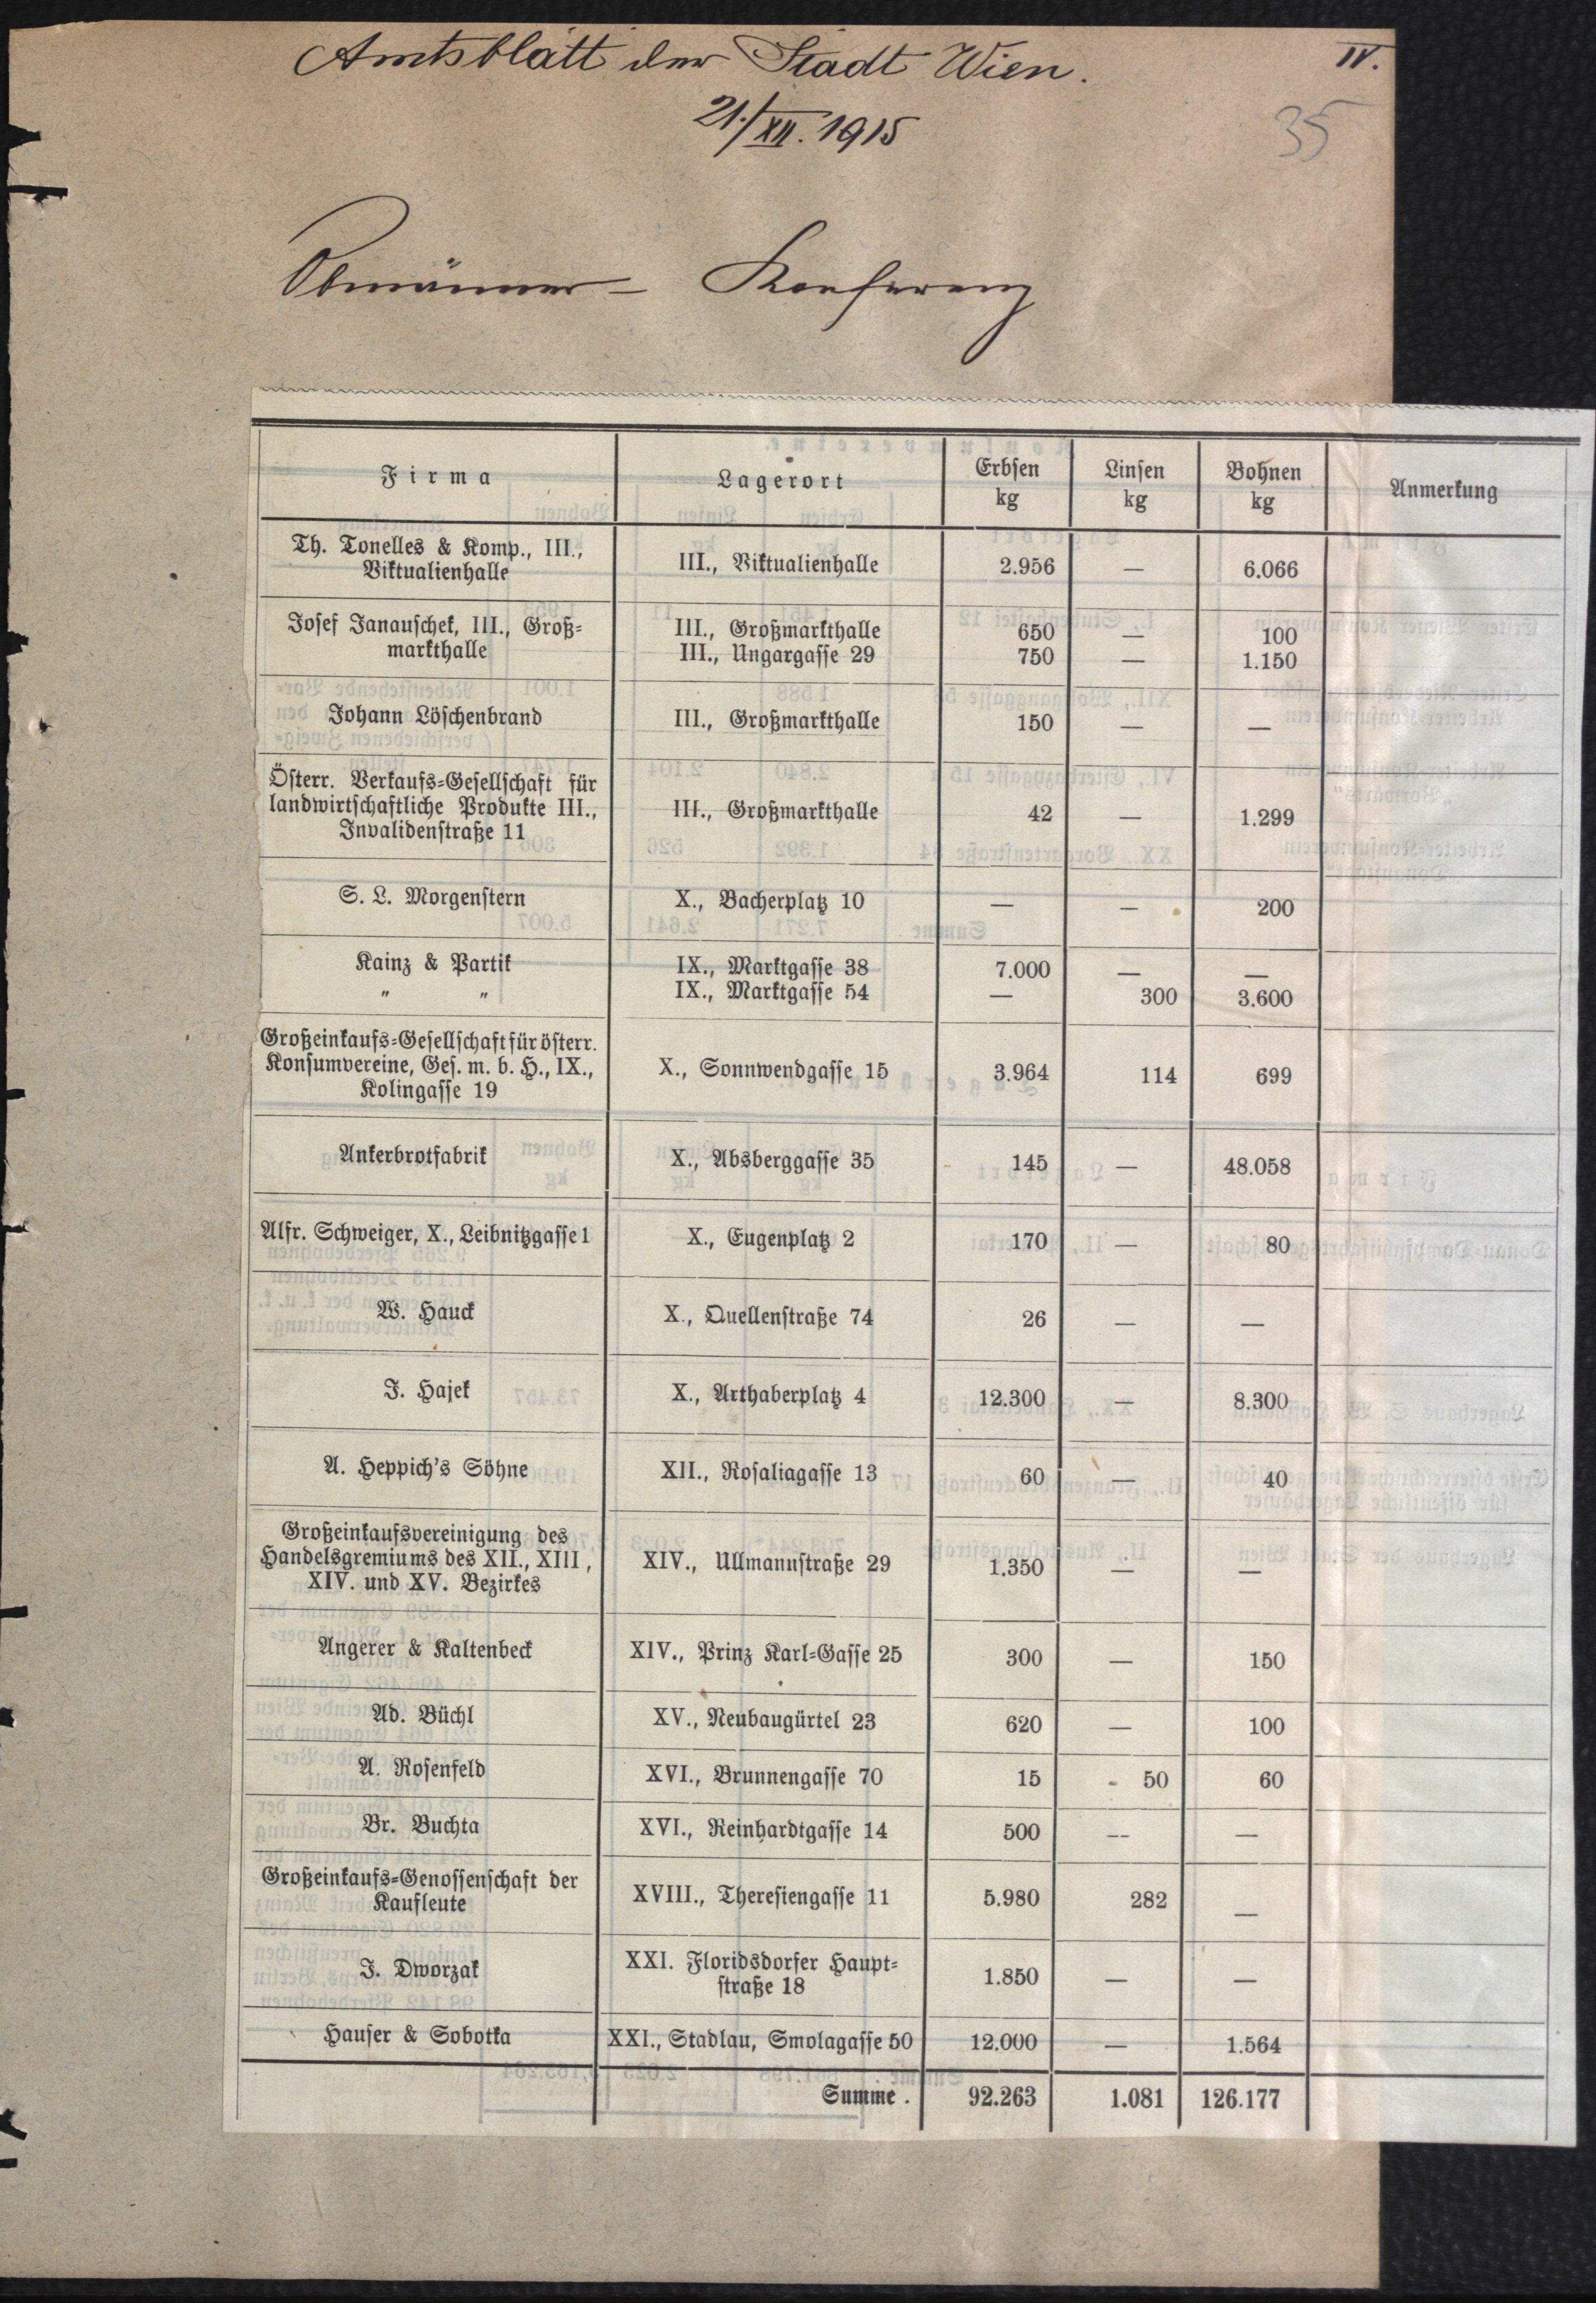 Amtsblatt der Stadt Wien.
IV.
21./XII. 1915
35
Obmänner-Konferenz
Firma Lagerort Erbsen kg Linsen kg Bohnen kg Anmerkung
Th. Tonelles & Komp., III., Viktualienhalle III., Viktualienhalle 2.956 — 6.066
Josef Janauschek, III., Groß= III., Großmarkthalle 650 — 100
markthalle III., Ungargasse 29 750 — 1.150
Johann Löschenbrand III., Großmarkthalle 150 — —
Österr. Verkaufs=Gesellschaft für
landwirtschaftliche Produkte III., III., Großmarkthalle 42 — 1.299
Invalidenstraße 11
S. L. Morgenstern X., Bacherplatz 10 — — 200
Kainz & Partik IX., Marktgasse 38 7.000 — —
" " IX., Marktgasse 54 — 300 3.600
Großeinkaufs=Gesellschaft für österr.
Konsumvereine, Ges. m. b. H., IX., X., Sonnwendgasse 15 3.964 114 699
Kolingasse 19
Ankerbrotfabrik X., Absberggasse 35 145 — 48.058
Alfr. Schweiger, X., Leibnitzgasse 1 X., Eugenplatz 2 170 — 80
W. Hauck X., Quellenstraße 74 26 — —
J. Hajek X., Arthaberplatz 4 12.300 — 8.300
A. Heppich's Söhne XII., Rosaliagasse 13 60 — 40
Großeinkaufsvereinigung des
Handelsgremiums des XII., XIII, XIV., Ullmannstraße 29 1.350 — —
XIV. und XV. Bezirkes
Angerer & Kaltenbeck XIV., Prinz Karl=Gasse 25 300 — 150
Ad. Büchl XV., Neubaugürtel 23 620 — 100
A. Rosenfeld XVI., Brunnengasse 70 15 50 60
Br. Buchta XVI., Reinhardtgasse 14 500 — —
Großeinkaufs=Genossenschaft der
Kaufleute XVIII., Theresiengasse 11 5.980 282 —
J. Dworzak XXI. Floridsdorfer Haupt=
straße 18 1.850 — —
Hauser & Sobotka XXI., Stadlau, Smolagasse 50 12.000 — 1.564
Summe . 92.263 1.081 126.177